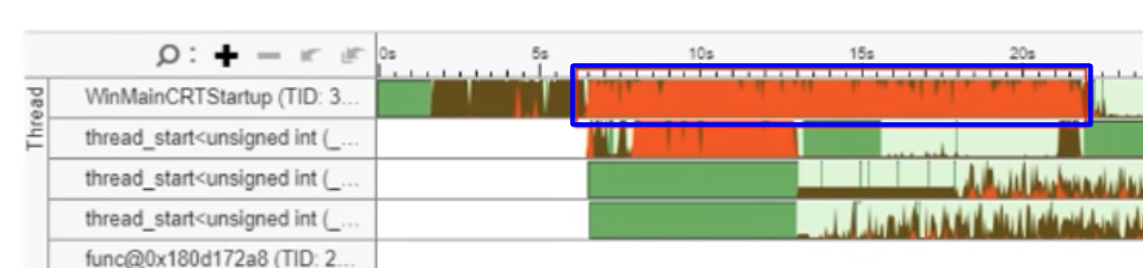 0s 5s 10s 15s 20s
Thread
WinMainCRTStartup (TID: 3...
thread_start<unsigned int (_...
thread_start<unsigned int (_...
thread_start<unsigned int (_...
func@0x180d172a8 (TID: 2...